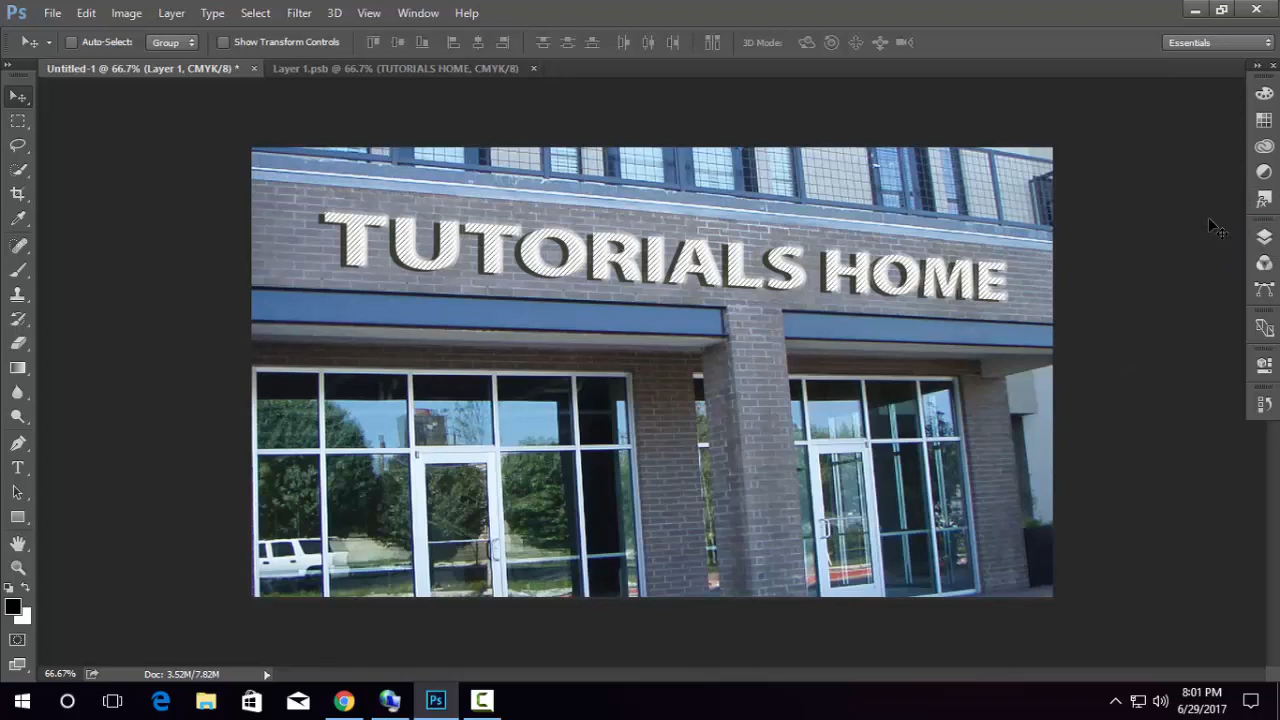 Ps File Edit Image Layer Type Select Filter 3D View Window Help
Auto-Select: Group Show Transform Controls 3D Mode: Essentials
Untitled-1 @ 66.7% (Layer 1, CMYK/8) * Layer 1.psb @ 66.7% (TUTORIALS HOME, CMYK/8)
TUTORIALS HOME
66.67% Doc: 3.52M/7.82M
Ps
8:01 PM
6/29/2017